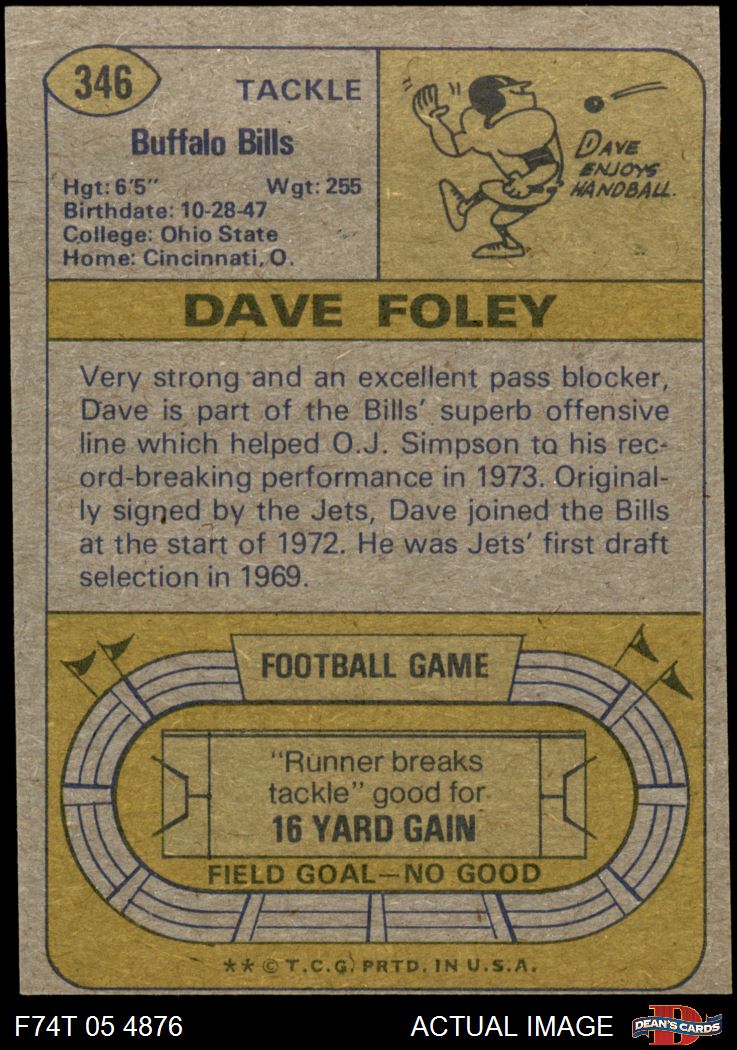 346
TACKLE
Buffalo Bills
Hgt: 6'5" Wgt: 255
Birthdate: 10-28-47
College: Ohio State
Home: Cincinnati, O.
DAVE
ENJOYS
HANDBALL.
DAVE FOLEY
Very strong and an excellent pass blocker,
Dave is part of the Bills' superb offensive
line which helped O.J. Simpson to his rec-
ord-breaking performance in 1973. Original-
ly signed by the Jets, Dave joined the Bills
at the start of 1972. He was Jets' first draft
selection in 1969.
FOOTBALL GAME
"Runner breaks
tackle" good for
16 YARD GAIN
FIELD GOAL—NO GOOD
** © T.C.G. PRTD. IN U.S.A.
F74T 05 4876 ACTUAL IMAGE
D
DEAN'S CARDS